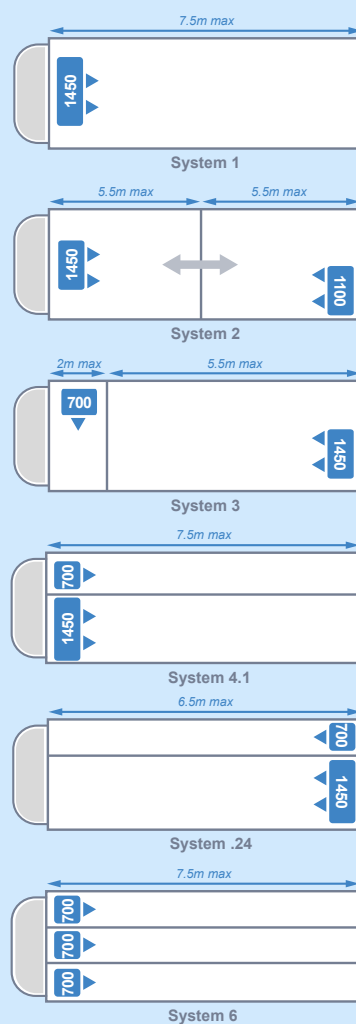 7.5m max
1450
System 1
5.5m max 5.5m max
1450
1100
System 2
2m max 5.5m max
700
1450
System 3
7.5m max
700
1450
System 4.1
6.5m max
700
1450
System .24
7.5m max
700
700
700
System 6